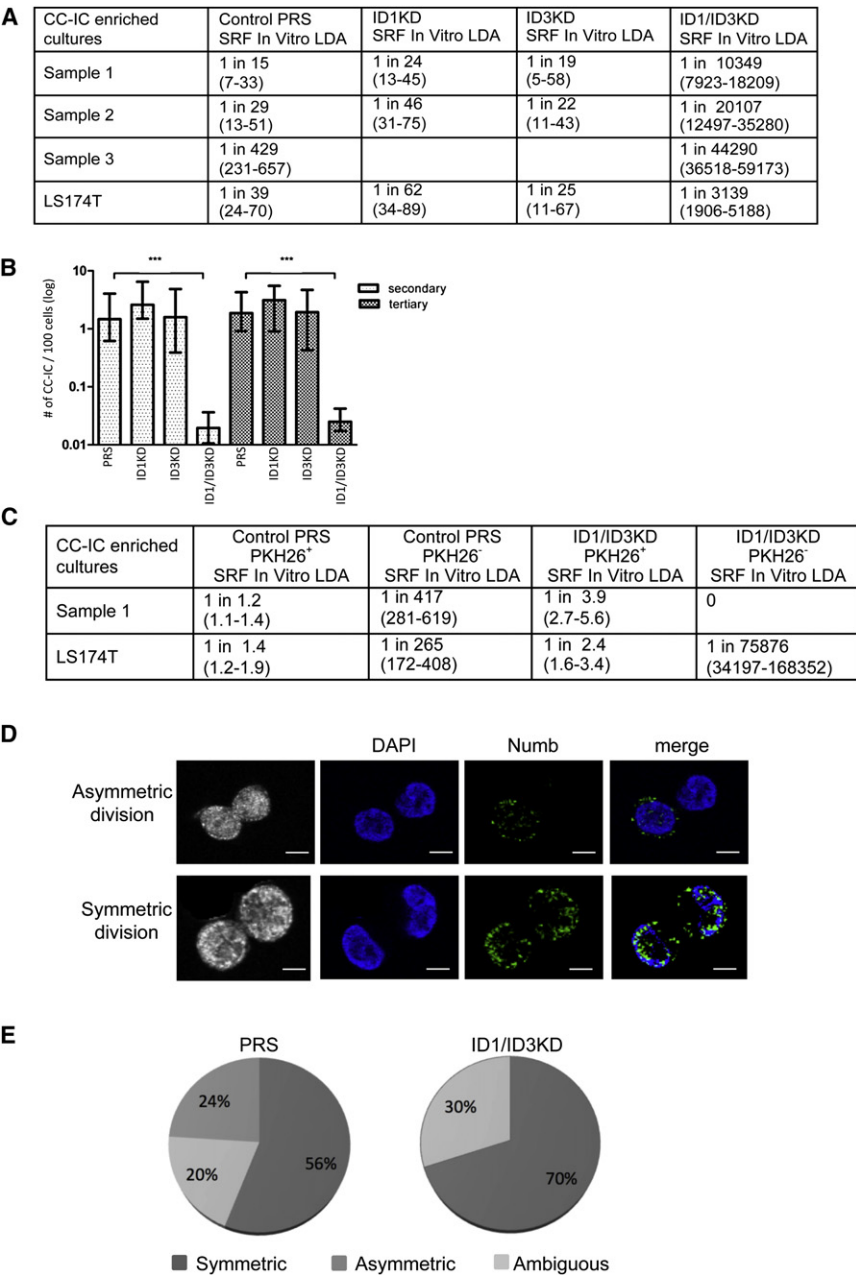 A
CC-IC enriched cultures
Control PRS SRF In Vitro LDA
ID1KD SRF In Vitro LDA
ID3KD SRF In Vitro LDA
ID1/ID3KD SRF In Vitro LDA
Sample 1
1 in 15 (7-33)
1 in 24 (13-45)
1 in 19 (5-58)
1 in 10349 (7923-18209)
Sample 2
1 in 29 (13-51)
1 in 46 (31-75)
1 in 22 (11-43)
1 in 20107 (12497-35280)
Sample 3
1 in 429 (231-657)
1 in 44290 (36518-59173)
LS174T
1 in 39 (24-70)
1 in 62 (34-89)
1 in 25 (11-67)
1 in 3139 (1906-5188)
B
# of CC-IC / 100 cells (log)
10
1
0.1
0.01
***
***
PRS
ID1KD
ID3KD
ID1/ID3KD
PRS
ID1KD
ID3KD
ID1/ID3KD
secondary
tertiary
C
CC-IC enriched cultures
Control PRS PKH26+ SRF In Vitro LDA
Control PRS PKH26- SRF In Vitro LDA
ID1/ID3KD PKH26+ SRF In Vitro LDA
ID1/ID3KD PKH26- SRF In Vitro LDA
Sample 1
1 in 1.2 (1.1-1.4)
1 in 417 (281-619)
1 in 3.9 (2.7-5.6)
0
LS174T
1 in 1.4 (1.2-1.9)
1 in 265 (172-408)
1 in 2.4 (1.6-3.4)
1 in 75876 (34197-168352)
D
DAPI
Numb
merge
Asymmetric division
Symmetric division
E
PRS
24%
20%
56%
ID1/ID3KD
30%
70%
Symmetric
Asymmetric
Ambiguous